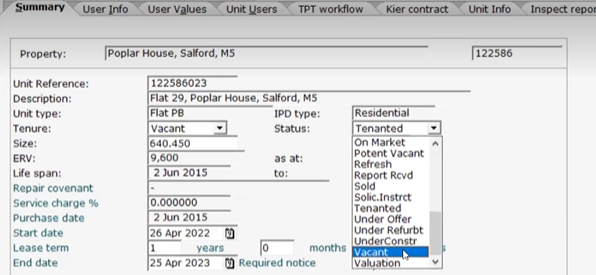 Summary User Info User Values Unit Users TPT workflow Kier contract Unit Info Inspect repor
Property: Poplar House, Salford, M5 122586
Unit Reference: 122586023
Description: Flat 29, Poplar House, Salford, M5
Unit type: Flat PB IPD type: Residential
Tenure: Vacant Status: Tenanted
Size: 640.450
ERV: 9,600 as at:
Life span: 2 Jun 2015 to:
Repair covenant -
Service charge % 0.000000
Purchase date 2 Jun 2015
Start date 26 Apr 2022
Lease term 1 years 0 months s
End date 25 Apr 2023 Required notice
On Market
Potent Vacant
Refresh
Report Rcvd
Sold
Solic.Instrct
Tenanted
Under Offer
Under Refurbt
UnderConstr
Vacant
Valuation